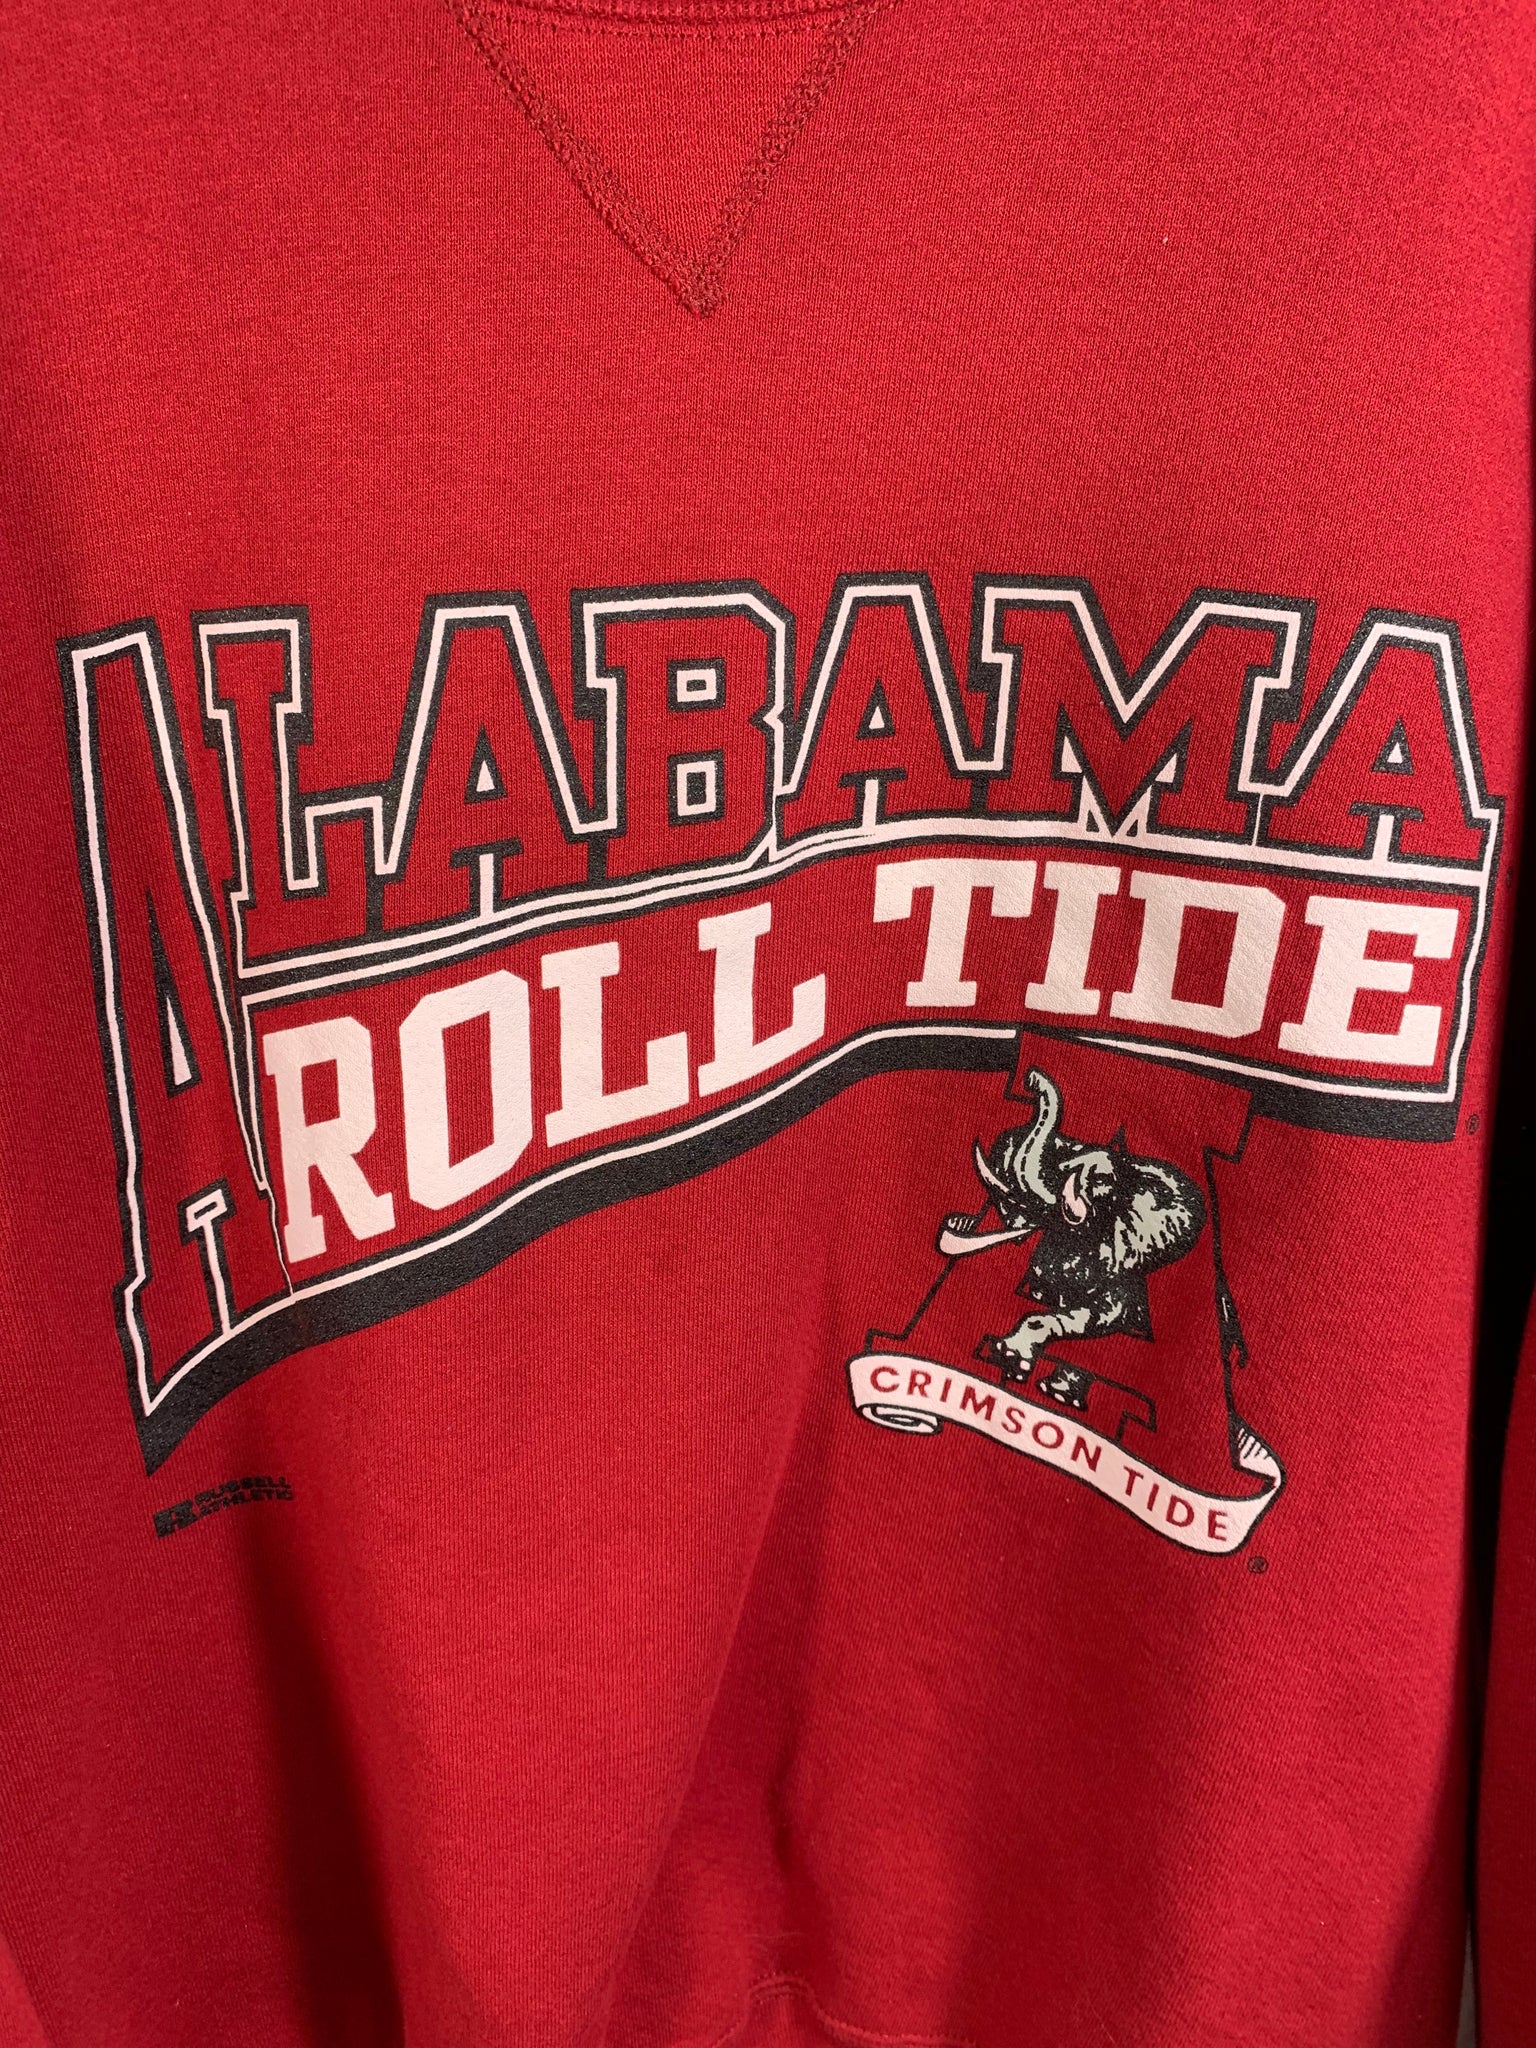 ALABAMA
ROLL TIDE
®
CRIMSON TIDE
®
RUSSELL
ATHLETIC